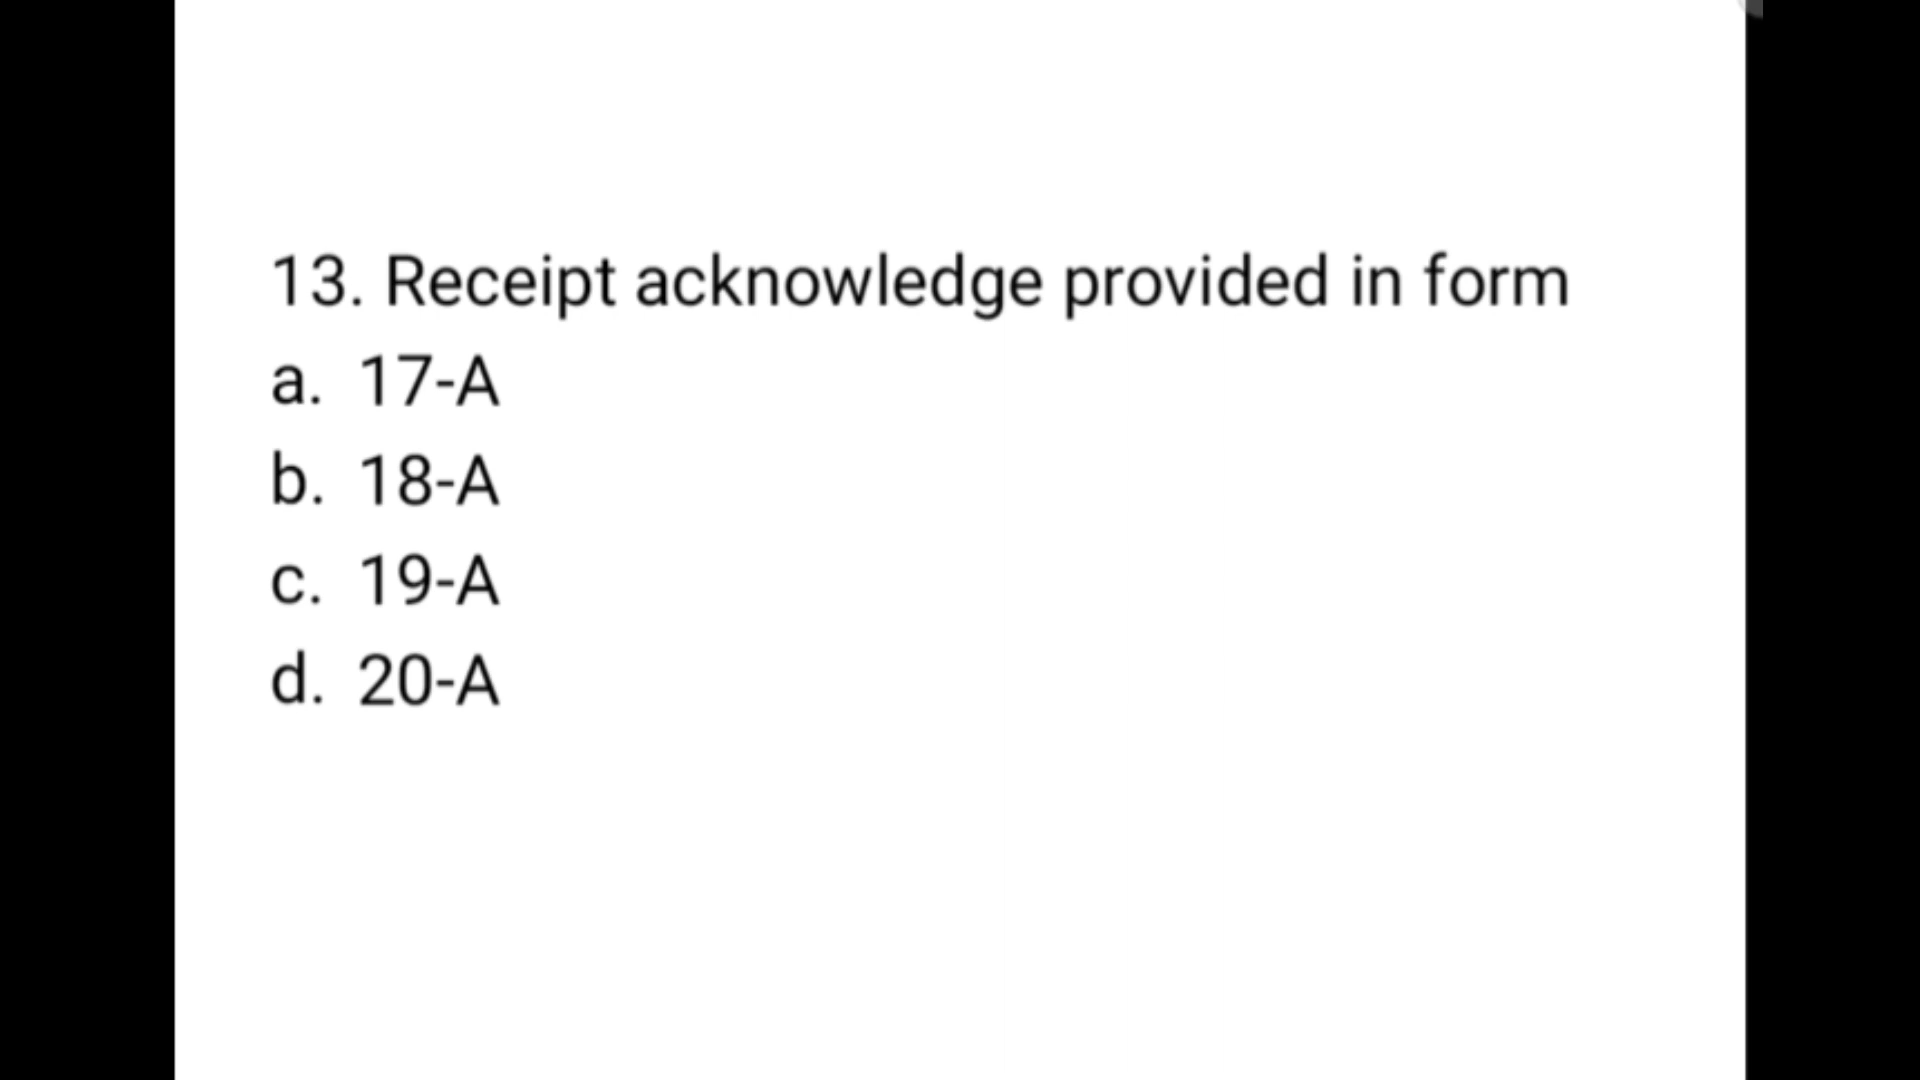 13. Receipt acknowledge provided in form
a. 17-A
b. 18-A
c. 19-A
d. 20-A